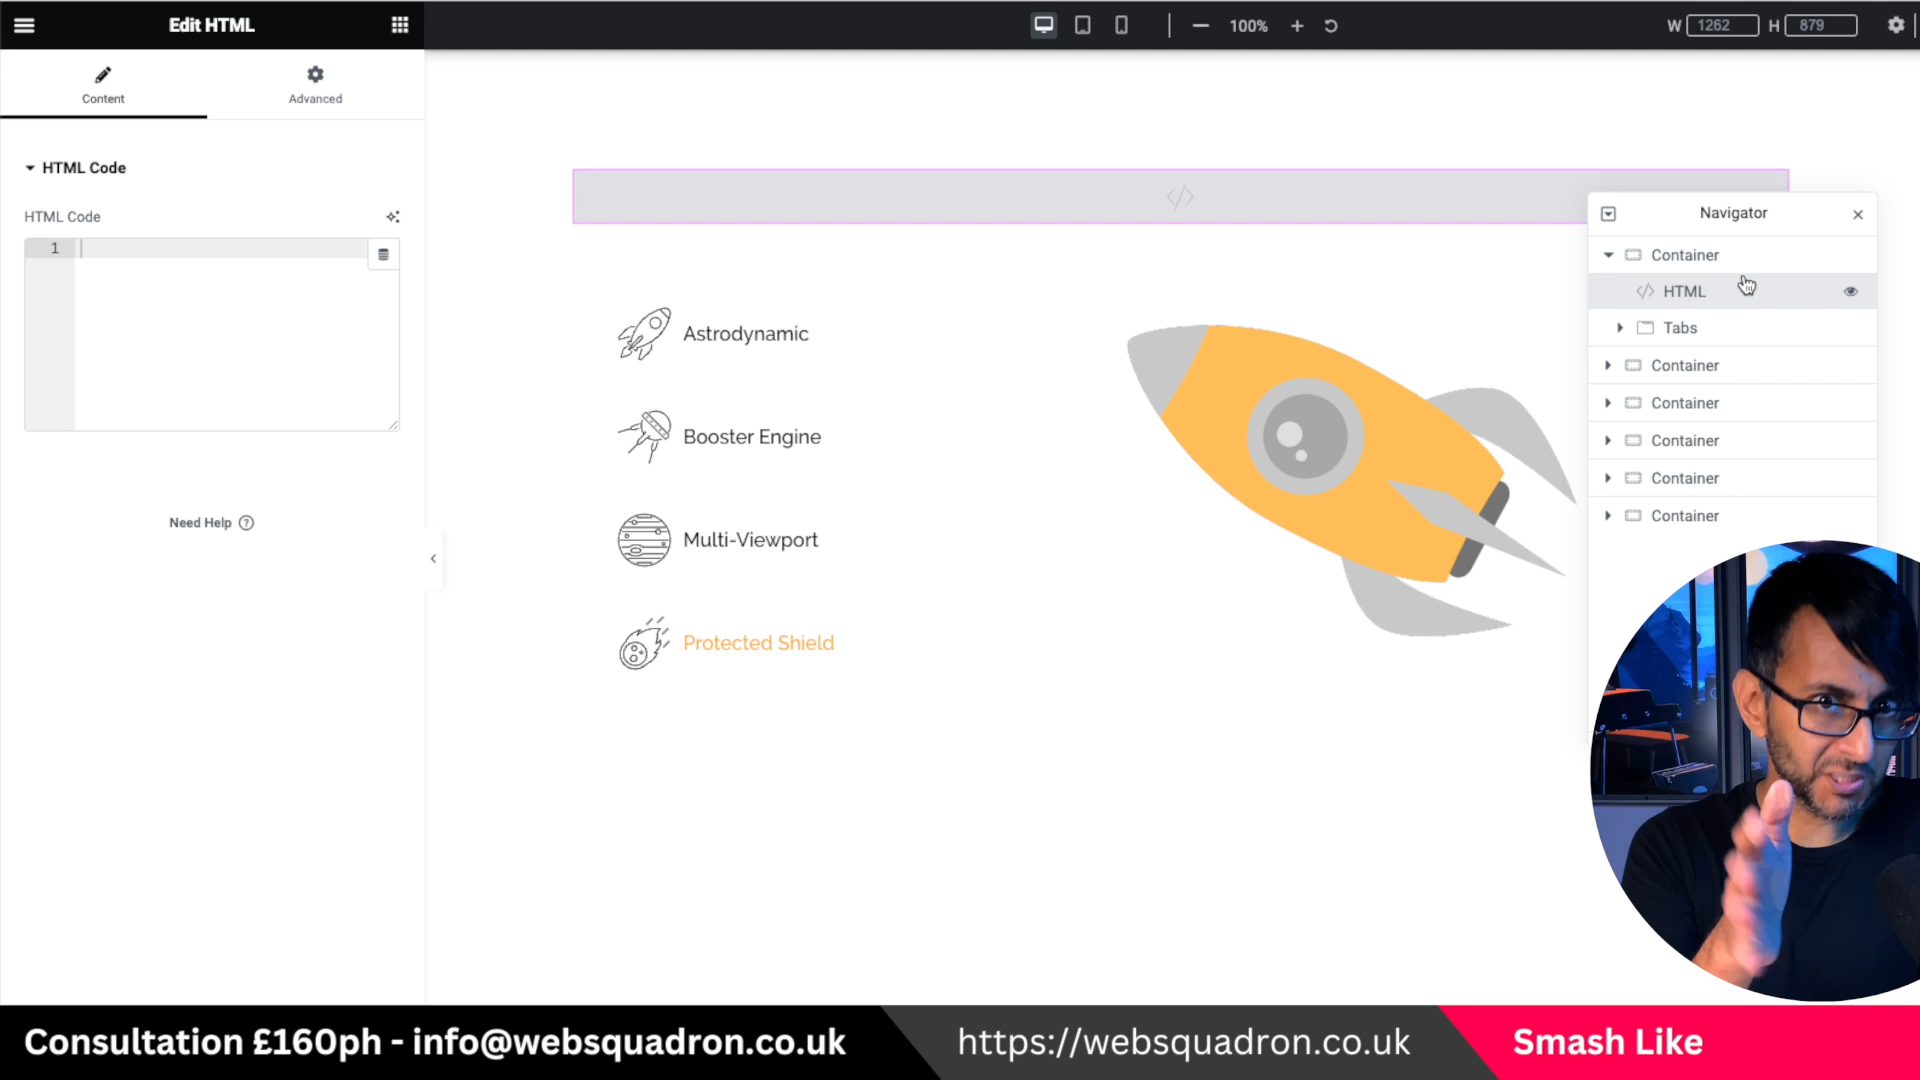 Edit HTML
100%
W 1262 H 879
Content
Advanced
HTML Code
HTML Code
1
Need Help ?
</>
Astrodynamic
Booster Engine
Multi-Viewport
Protected Shield
Navigator
Container
</> HTML
Tabs
Container
Container
Container
Container
Container
Consultation £160ph - info@websquadron.co.uk
https://websquadron.co.uk
Smash Like